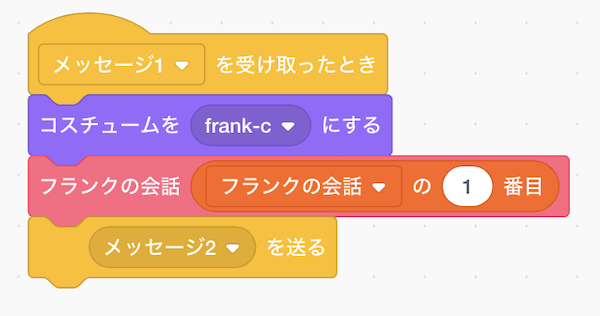 メッセージ1 を受け取ったとき
コスチュームを frank-c にする
フランクの会話 フランクの会話 の 1 番目
メッセージ2 を送る